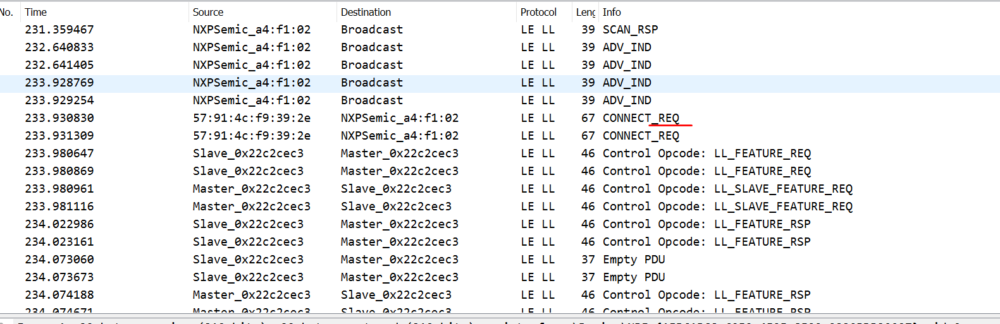 No. Time Source Destination Protocol Leng Info
231.359467 NXPSemic_a4:f1:02 Broadcast LE LL 39 SCAN_RSP
232.640833 NXPSemic_a4:f1:02 Broadcast LE LL 39 ADV_IND
232.641405 NXPSemic_a4:f1:02 Broadcast LE LL 39 ADV_IND
233.928769 NXPSemic_a4:f1:02 Broadcast LE LL 39 ADV_IND
233.929254 NXPSemic_a4:f1:02 Broadcast LE LL 39 ADV_IND
233.930830 57:91:4c:f9:39:2e NXPSemic_a4:f1:02 LE LL 67 CONNECT_REQ
233.931309 57:91:4c:f9:39:2e NXPSemic_a4:f1:02 LE LL 67 CONNECT_REQ
233.980647 Slave_0x22c2cec3 Master_0x22c2cec3 LE LL 46 Control Opcode: LL_FEATURE_REQ
233.980869 Slave_0x22c2cec3 Master_0x22c2cec3 LE LL 46 Control Opcode: LL_FEATURE_REQ
233.980961 Master_0x22c2cec3 Slave_0x22c2cec3 LE LL 46 Control Opcode: LL_SLAVE_FEATURE_REQ
233.981116 Master_0x22c2cec3 Slave_0x22c2cec3 LE LL 46 Control Opcode: LL_SLAVE_FEATURE_REQ
234.022986 Slave_0x22c2cec3 Master_0x22c2cec3 LE LL 46 Control Opcode: LL_FEATURE_RSP
234.023161 Slave_0x22c2cec3 Master_0x22c2cec3 LE LL 46 Control Opcode: LL_FEATURE_RSP
234.073060 Slave_0x22c2cec3 Master_0x22c2cec3 LE LL 37 Empty PDU
234.073673 Slave_0x22c2cec3 Master_0x22c2cec3 LE LL 37 Empty PDU
234.074188 Master_0x22c2cec3 Slave_0x22c2cec3 LE LL 46 Control Opcode: LL_FEATURE_RSP
234.074671 Master_0x22c2cec3 Slave_0x22c2cec3 LE LL 46 Control Opcode: LL_FEATURE_RSP